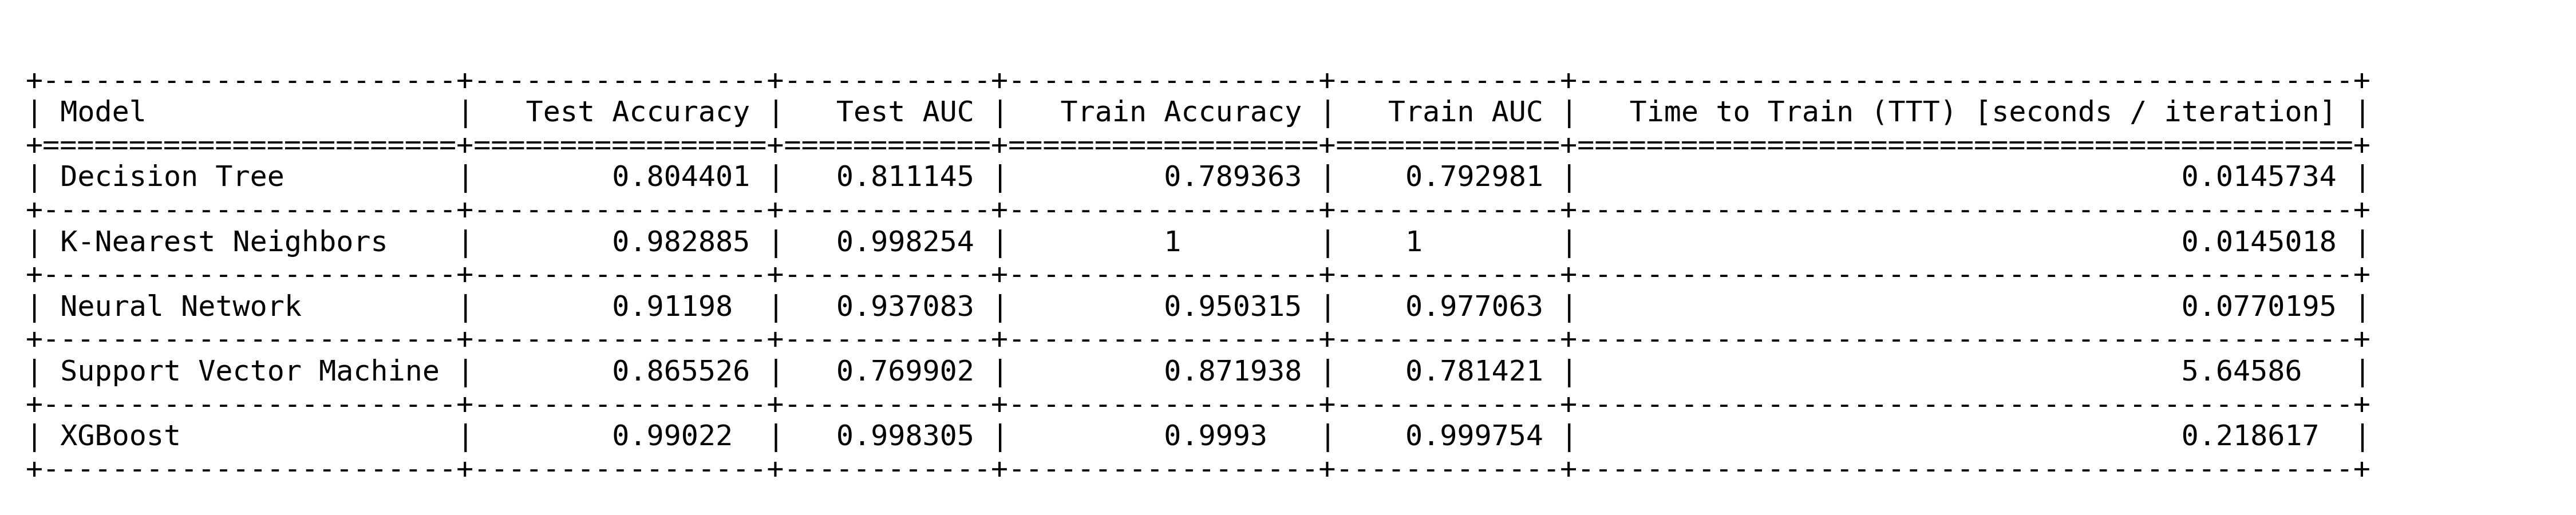 +------------------------+-----------------+------------+------------------+-------------+---------------------------------------------+
| Model                  |   Test Accuracy |   Test AUC |   Train Accuracy |   Train AUC |   Time to Train (TTT) [seconds / iteration] |
+========================+=================+============+==================+=============+=============================================+
| Decision Tree          |        0.804401 |   0.811145 |         0.789363 |    0.792981 |                                   0.0145734 |
+------------------------+-----------------+------------+------------------+-------------+---------------------------------------------+
| K-Nearest Neighbors    |        0.982885 |   0.998254 |         1        |    1        |                                   0.0145018 |
+------------------------+-----------------+------------+------------------+-------------+---------------------------------------------+
| Neural Network         |        0.91198  |   0.937083 |         0.950315 |    0.977063 |                                   0.0770195 |
+------------------------+-----------------+------------+------------------+-------------+---------------------------------------------+
| Support Vector Machine |        0.865526 |   0.769902 |         0.871938 |    0.781421 |                                   5.64586   |
+------------------------+-----------------+------------+------------------+-------------+---------------------------------------------+
| XGBoost                |        0.99022  |   0.998305 |         0.9993   |    0.999754 |                                   0.218617  |
+------------------------+-----------------+------------+------------------+-------------+---------------------------------------------+